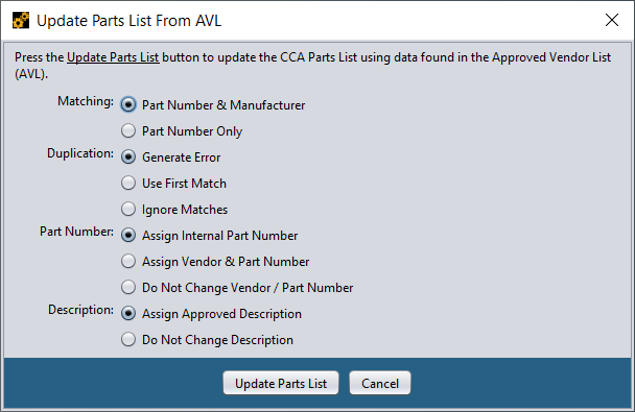 Update Parts List From AVL
Press the Update Parts List button to update the CCA Parts List using data found in the Approved Vendor List
(AVL).
Matching: Part Number & Manufacturer
Part Number Only
Duplication: Generate Error
Use First Match
Ignore Matches
Part Number: Assign Internal Part Number
Assign Vendor & Part Number
Do Not Change Vendor / Part Number
Description: Assign Approved Description
Do Not Change Description
Update Parts List Cancel